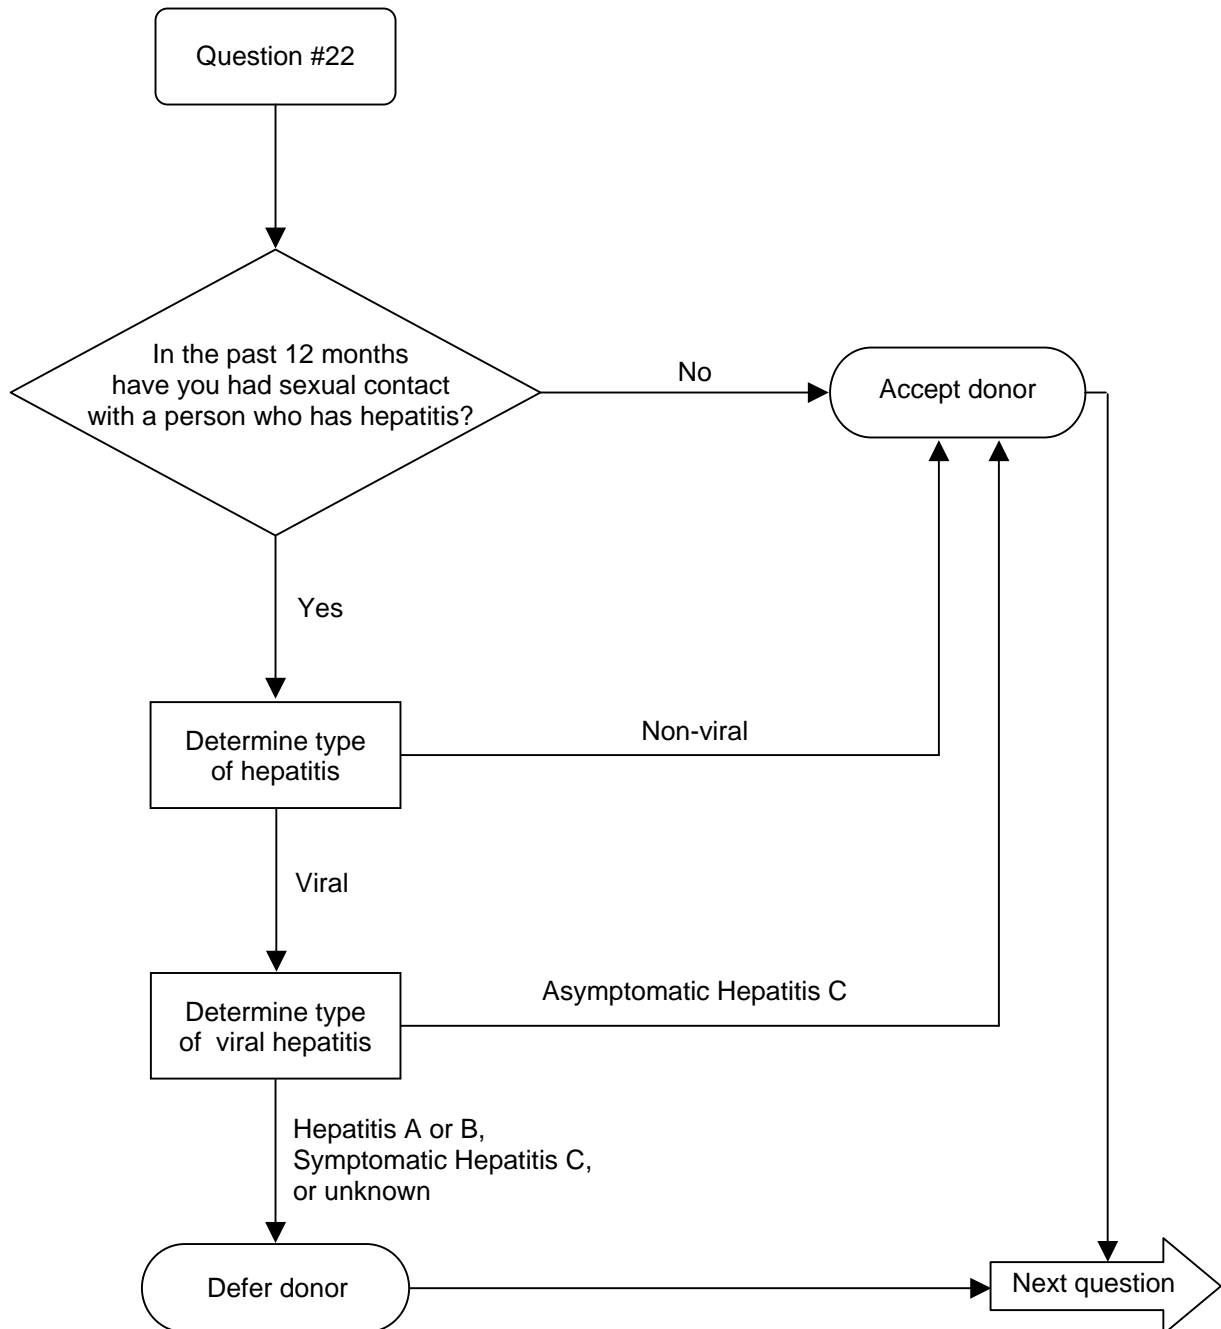 Question #22
In the past 12 months
have you had sexual contact
with a person who has hepatitis?
No
Accept donor
Yes
Determine type
of hepatitis
Non-viral
Viral
Determine type
of viral hepatitis
Asymptomatic Hepatitis C
Hepatitis A or B,
Symptomatic Hepatitis C,
or unknown
Defer donor
Next question